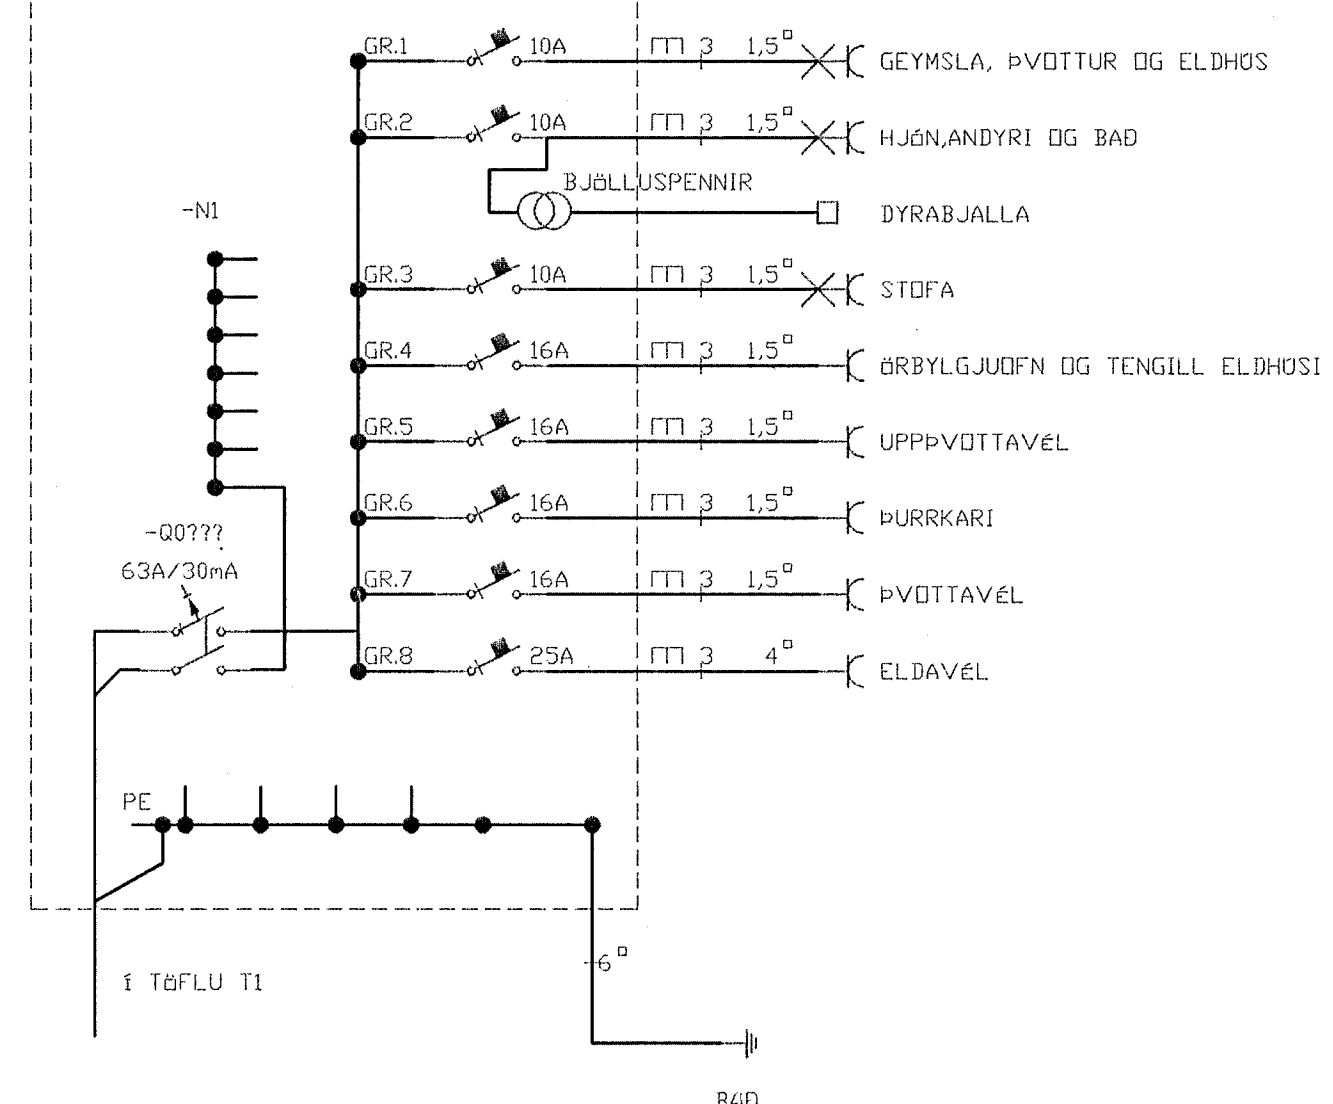 GR.1 10A 3 1,5▫ GEYMSLA, ÞVOTTUR OG ELDHÚS
GR.2 10A 3 1,5▫ HJÓN,ANDYRI OG BAÐ
BJÖLLUSPENNIR
-N1 DYRABJALLA
GR.3 10A 3 1,5▫ STOFA
GR.4 16A 3 1,5▫ ÖRBYLGJUOFN OG TENGILL ELDHÚSI
GR.5 16A 3 1,5▫ UPPÞVOTTAVÉL
GR.6 16A 3 1,5▫ ÞURRKARI
-Q0???
63A/30mA
GR.7 16A 3 1,5▫ ÞVOTTAVÉL
GR.8 25A 3 4▫ ELDAVÉL
PE
6▫
Í TÖFLU T1